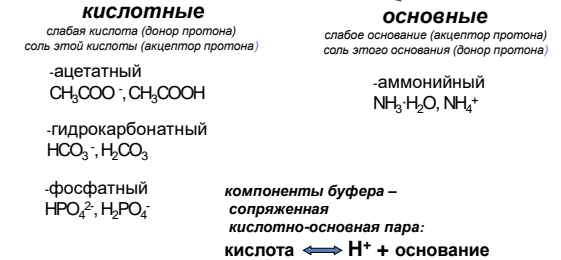 кислотные
слабая кислота (донор протона)
соль этой кислоты (акцептор протона)
-ацетатный
CH₃COO⁻, CH₃COOH
-гидрокарбонатный
HCO₃⁻, H₂CO₃
-фосфатный
HPO₄²⁻, H₂PO₄⁻
основные
слабое основание (акцептор протона)
соль этого основания (донор протона)
-аммонийный
NH₃·H₂O, NH₄⁺
компоненты буфера –
сопряженная
кислотно-основная пара:
кислота ⟺ H⁺ + основание